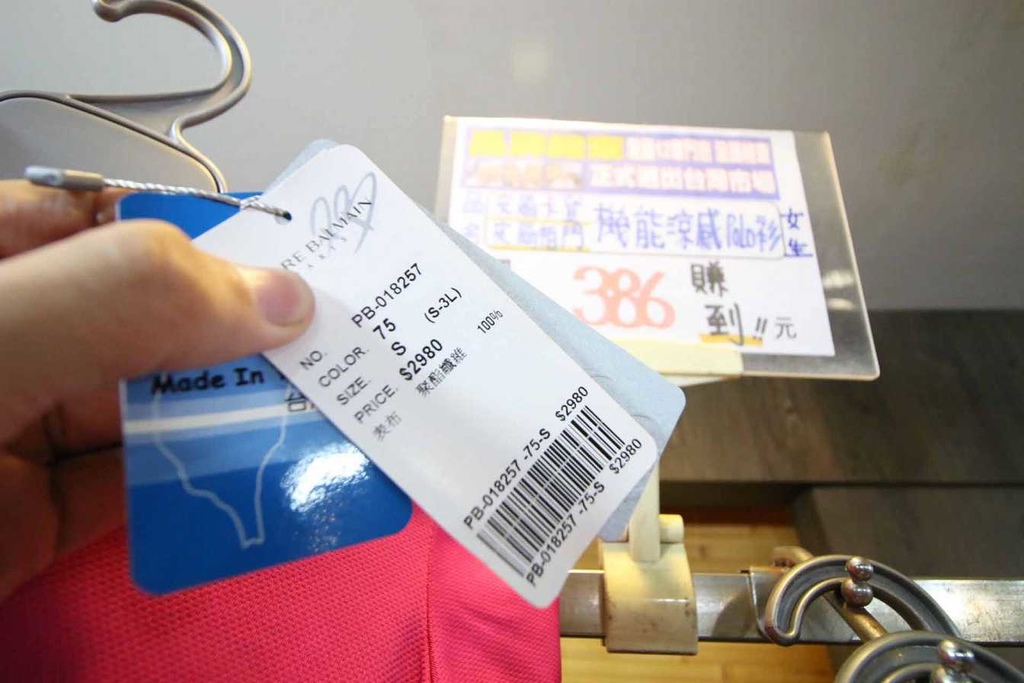 RE BALMAIN
NO. PB-018257
COLOR. 75 (S-3L)
SIZE. S
PRICE. $2980
表布 聚酯纖維 100%
PB-018257 -75-S $2980
PB-018257 -75-S $2980
Made In
正式進出台灣市場
機能涼感Polo衫
女生
386
賺到
元